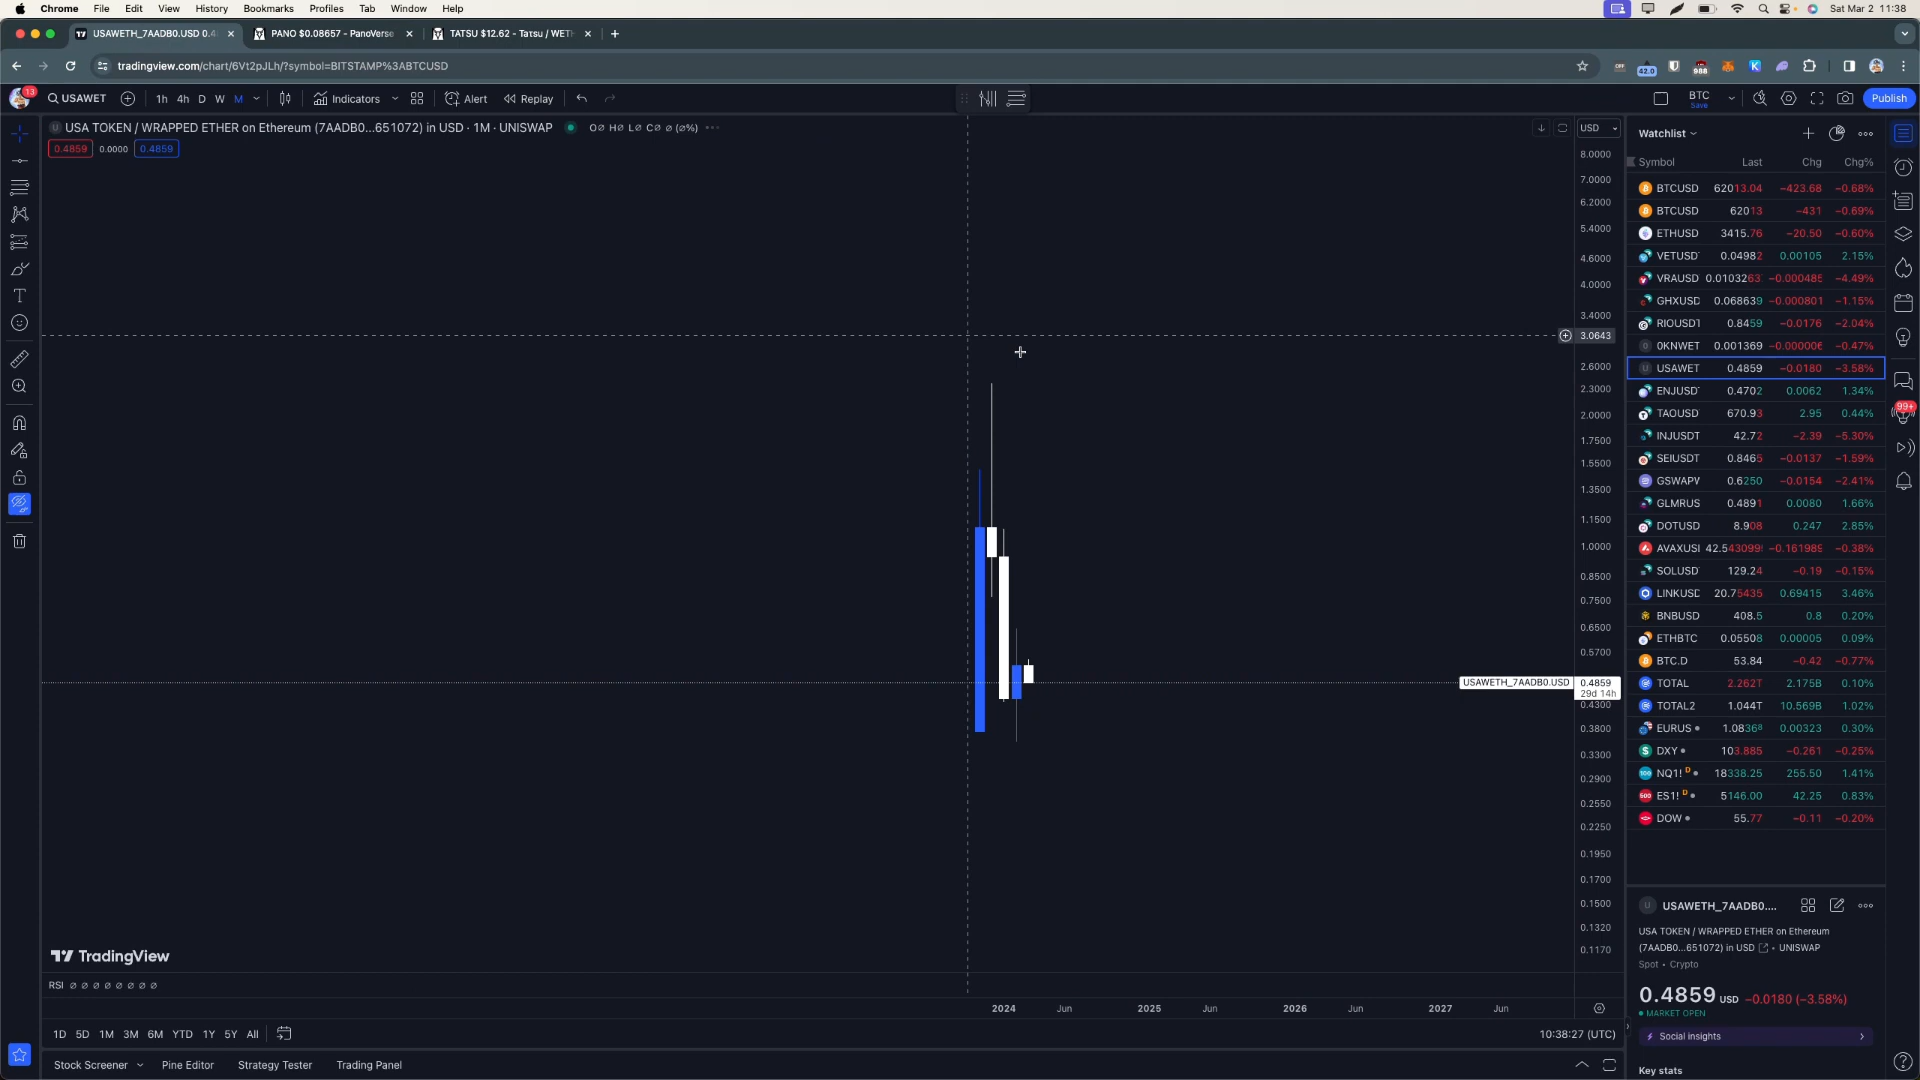 Chrome File Edit View History Bookmarks Profiles Tab Window Help Sat Mar 2 11:38
USAWETH_7AADB0.USD 0.4 PANO $0.08657 - PanoVerse TATSU $12.62 - Tatsu / WETH
tradingview.com/chart/6Vt2pJLh/?symbol=BITSTAMP%3ABTCUSD 42.0 988
13 USAWET 1h 4h D W M Indicators Alert Replay BTC Save Publish
USA TOKEN / WRAPPED ETHER on Ethereum (7AADB0...651072) in USD · 1M · UNISWAP O∅ H∅ L∅ C∅ ∅ (∅%) USD
0.4859 0.0000 0.4859
8.0000
7.0000
6.2000
5.4000
4.6000
4.0000
3.4000
3.0643
2.6000
2.3000
2.0000
1.7500
1.5500
1.3500
1.1500
1.0000
0.8500
0.7500
0.6500
0.5700
USAWETH_7AADB0.USD 0.4859
29d 14h
0.4300
0.3800
0.3300
0.2900
0.2550
0.2250
0.1950
0.1700
0.1500
0.1320
0.1170
TradingView
RSI ∅ ∅ ∅ ∅ ∅ ∅ ∅ ∅
2024 Jun 2025 Jun 2026 Jun 2027 Jun
1D 5D 1M 3M 6M YTD 1Y 5Y All 10:38:27 (UTC)
Stock Screener Pine Editor Strategy Tester Trading Panel
Watchlist
Symbol Last Chg Chg%
BTCUSD 62013.04 −423.68 −0.68%
BTCUSD 62013 −431 −0.69%
ETHUSD 3415.76 −20.50 −0.60%
VETUSD 0.04982 0.00105 2.15%
VRAUSD 0.0103263 −0.000485 −4.49%
GHXUSD 0.068639 −0.000801 −1.15%
RIOUSDT 0.8459 −0.0176 −2.04%
0KNWET 0.001369 −0.000006 −0.47%
USAWET 0.4859 −0.0180 −3.58%
ENJUSD 0.4702 0.0062 1.34%
TAOUSD 670.93 2.95 0.44%
INJUSDT 42.72 −2.39 −5.30%
SEIUSDT 0.8465 −0.0137 −1.59%
GSWAPW 0.6250 −0.0154 −2.41%
GLMRUS 0.4891 0.0080 1.66%
DOTUSD 8.908 0.247 2.85%
AVAXUSI 42.543099 −0.161989 −0.38%
SOLUSD 129.24 −0.19 −0.15%
LINKUSD 20.75435 0.69415 3.46%
BNBUSD 408.5 0.8 0.20%
ETHBTC 0.05508 0.00005 0.09%
BTC.D 53.84 −0.42 −0.77%
TOTAL 2.262T 2.175B 0.10%
TOTAL2 1.044T 10.569B 1.02%
EURUS 1.08368 0.00323 0.30%
DXY 103.885 −0.261 −0.25%
NQ1! D 18338.25 255.50 1.41%
ES1! D 5146.00 42.25 0.83%
DOW 55.77 −0.11 −0.20%
99+
USAWETH_7AADB0....
USA TOKEN / WRAPPED ETHER on Ethereum
(7AADB0...651072) in USD • UNISWAP
Spot • Crypto
0.4859 USD −0.0180 (−3.58%)
MARKET OPEN
Social insights
Key stats